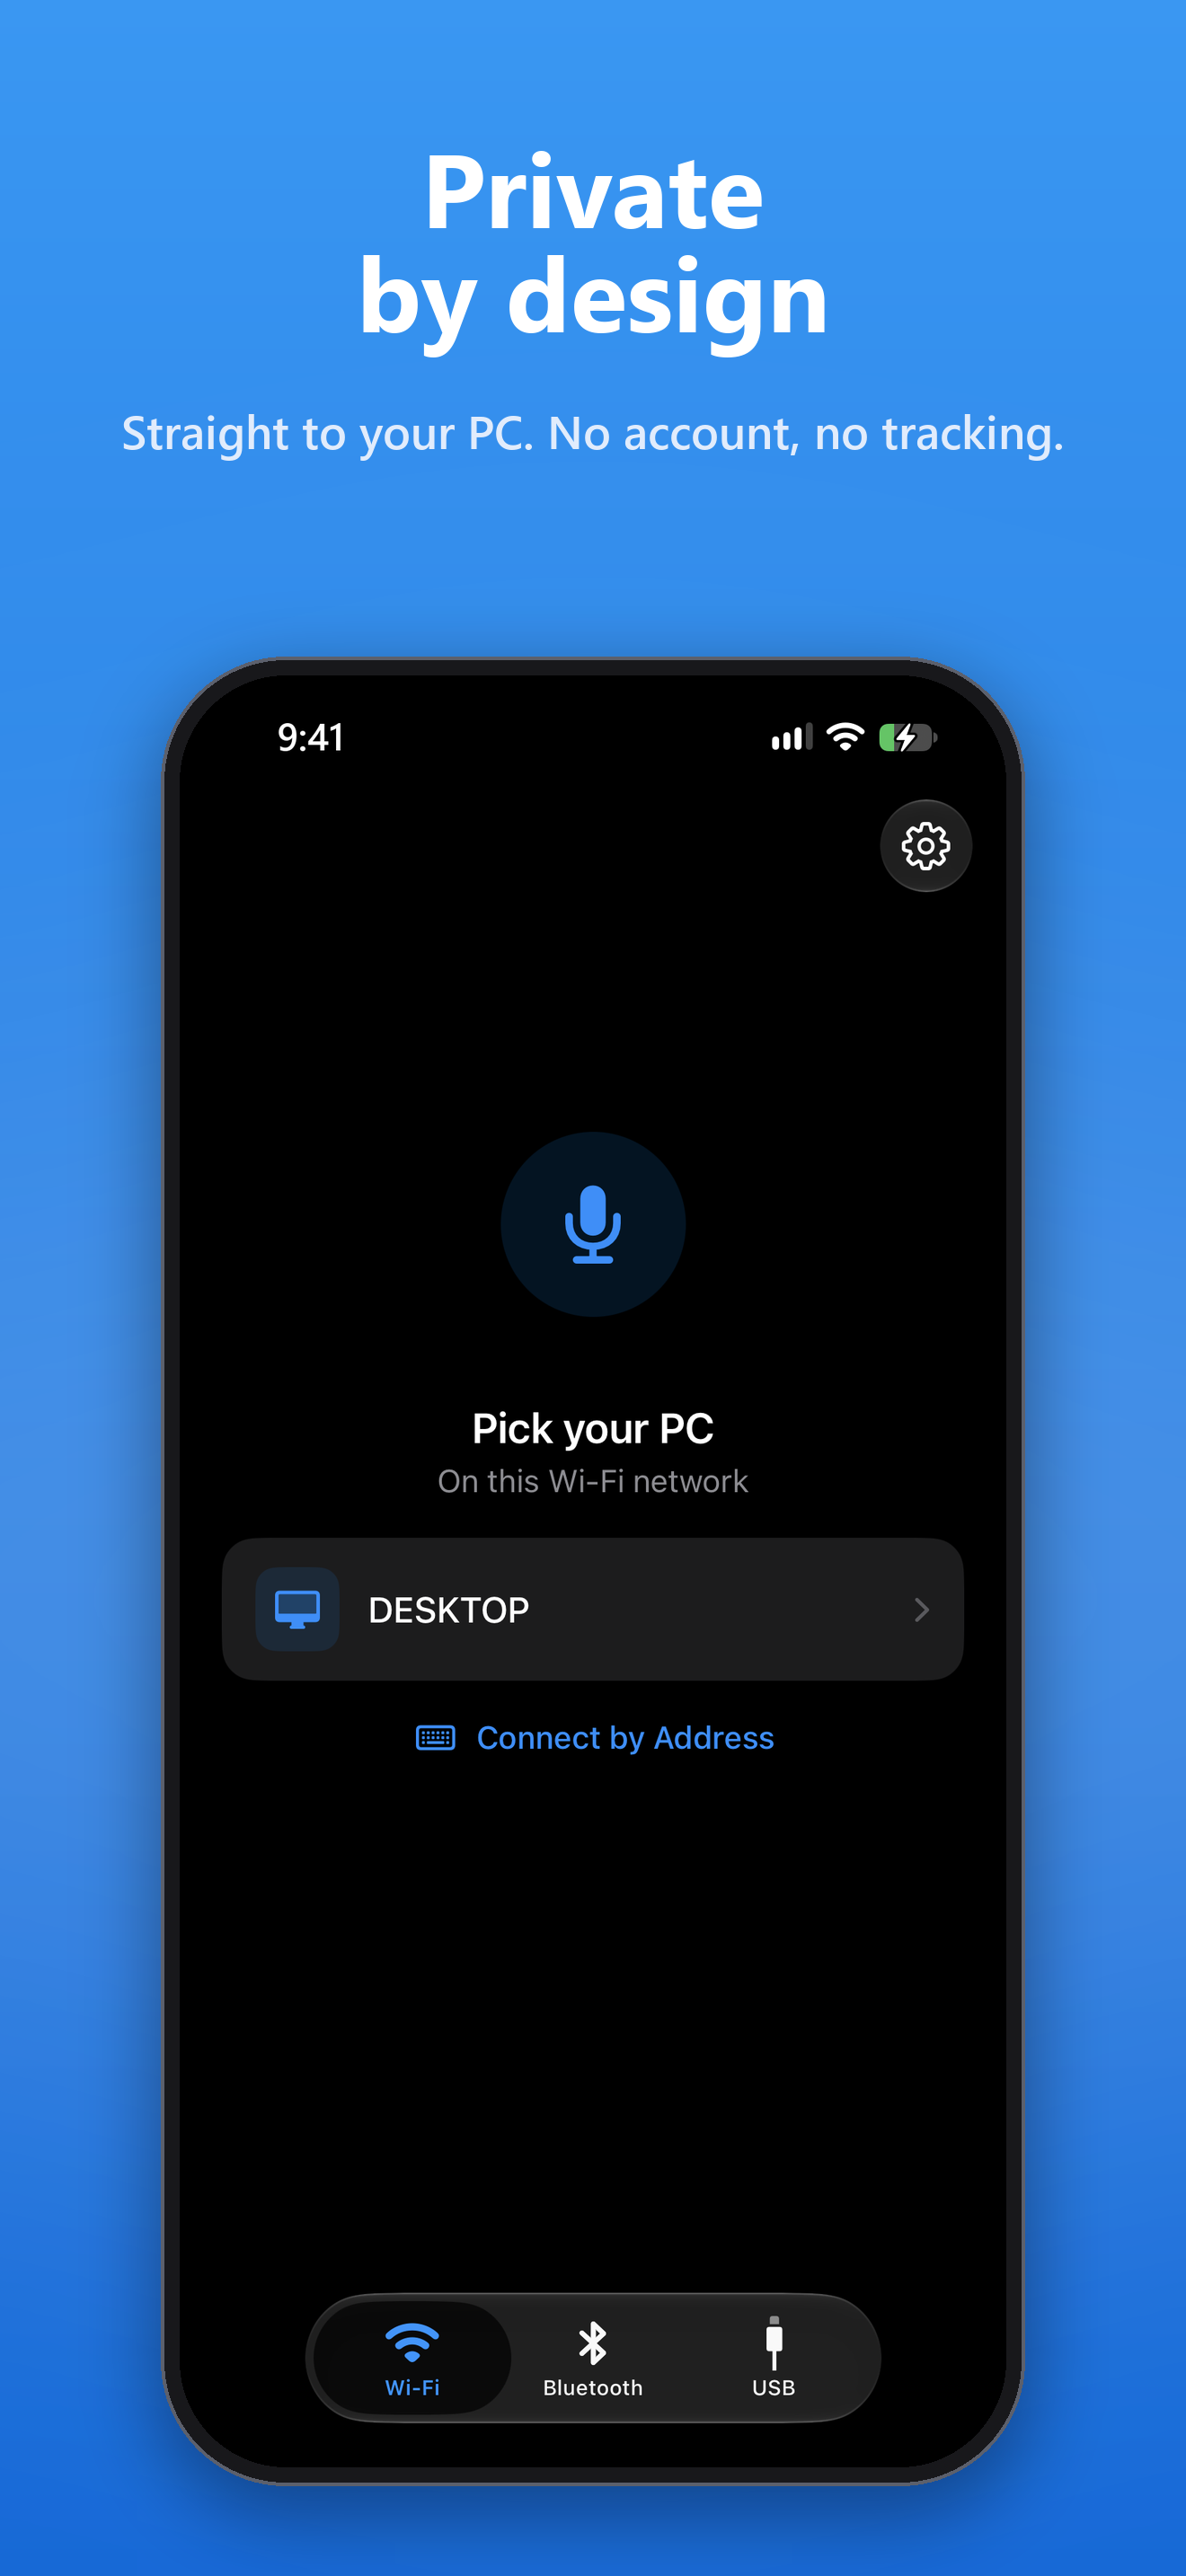 Private
by design
Straight to your PC. No account, no tracking.
9:41
Pick your PC
On this Wi-Fi network
DESKTOP
Connect by Address
Wi-Fi
Bluetooth
USB